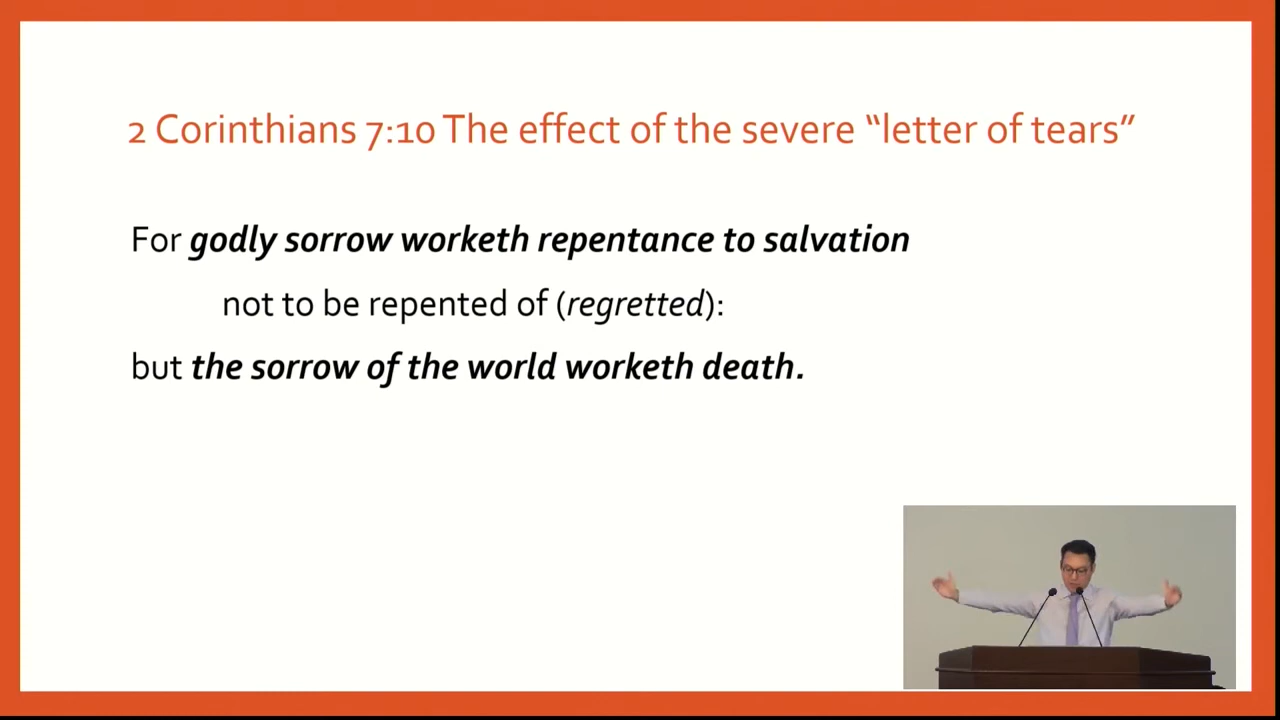 2 Corinthians 7:10 The effect of the severe “letter of tears”
For godly sorrow worketh repentance to salvation
not to be repented of (regretted):
but the sorrow of the world worketh death.